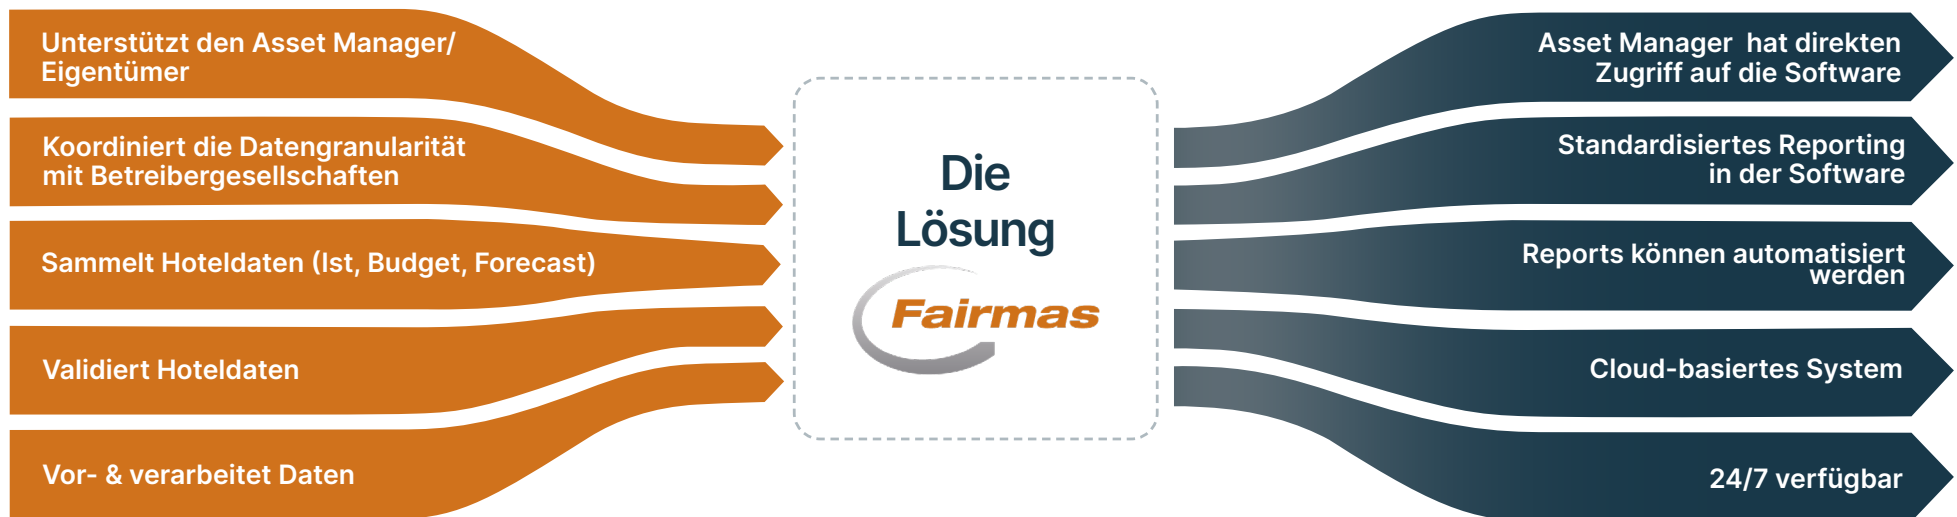 Unterstützt den Asset Manager/
Eigentümer
Koordiniert die Datengranularität
mit Betreibergesellschaften
Sammelt Hoteldaten (Ist, Budget, Forecast)
Validiert Hoteldaten
Vor- & verarbeitet Daten
Die
Lösung
Fairmas
Asset Manager hat direkten
Zugriff auf die Software
Standardisiertes Reporting
in der Software
Reports können automatisiert
werden
Cloud-basiertes System
24/7 verfügbar